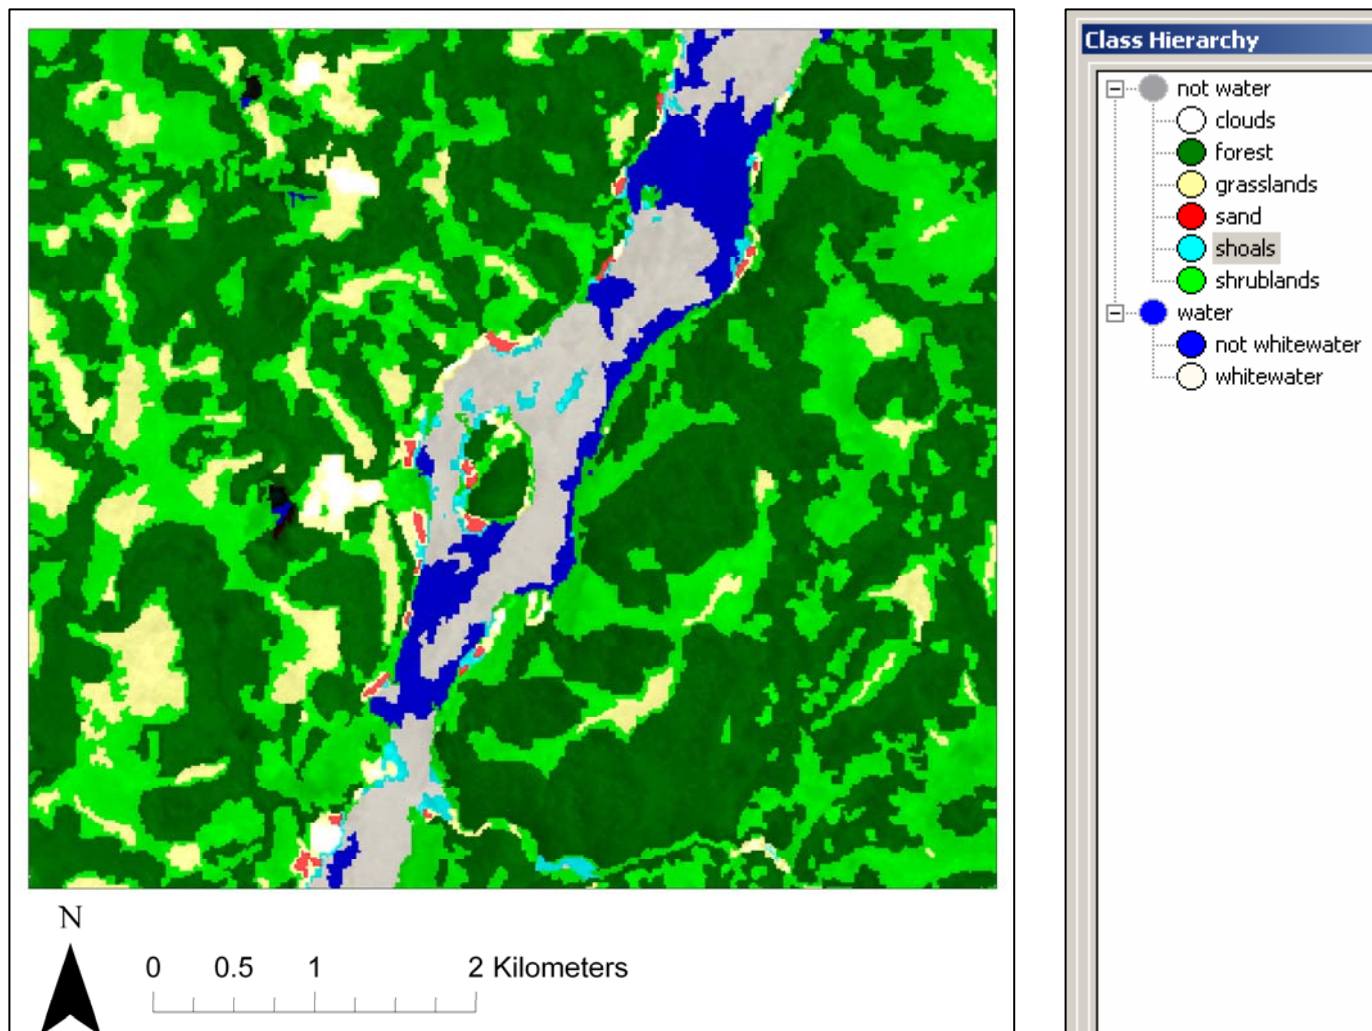 Class Hierarchy
not water
clouds
forest
grasslands
sand
shoals
shrublands
water
not whitewater
whitewater
N
0 0.5 1 2 Kilometers